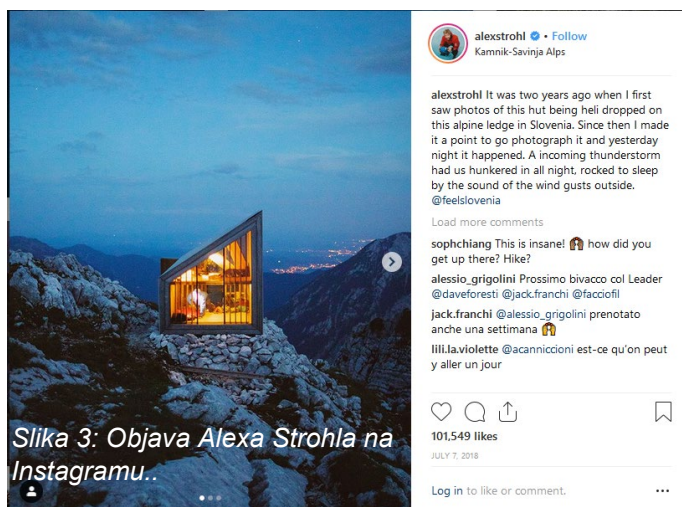 alexstrohl • Follow
Kamnik-Savinja Alps
alexstrohl It was two years ago when I first
saw photos of this hut being heli dropped on
this alpine ledge in Slovenia. Since then I made
it a point to go photograph it and yesterday
night it happened. A incoming thunderstorm
had us hunkered in all night, rocked to sleep
by the sound of the wind gusts outside.
@feelslovenia
Load more comments
sophchiang This is insane! 🙌 how did you
get up there? Hike?
alessio_grigolini Prossimo bivacco col Leader
@daveforesti @jack.franchi @facciofil
jack.franchi @alessio_grigolini prenotato
anche una settimana 🙌
lili.la.violette @acanniccioni est-ce qu'on peut
y aller un jour
101,549 likes
JULY 7, 2018
Log in to like or comment.
Slika 3: Objava Alexa Strohla na
Instagramu..